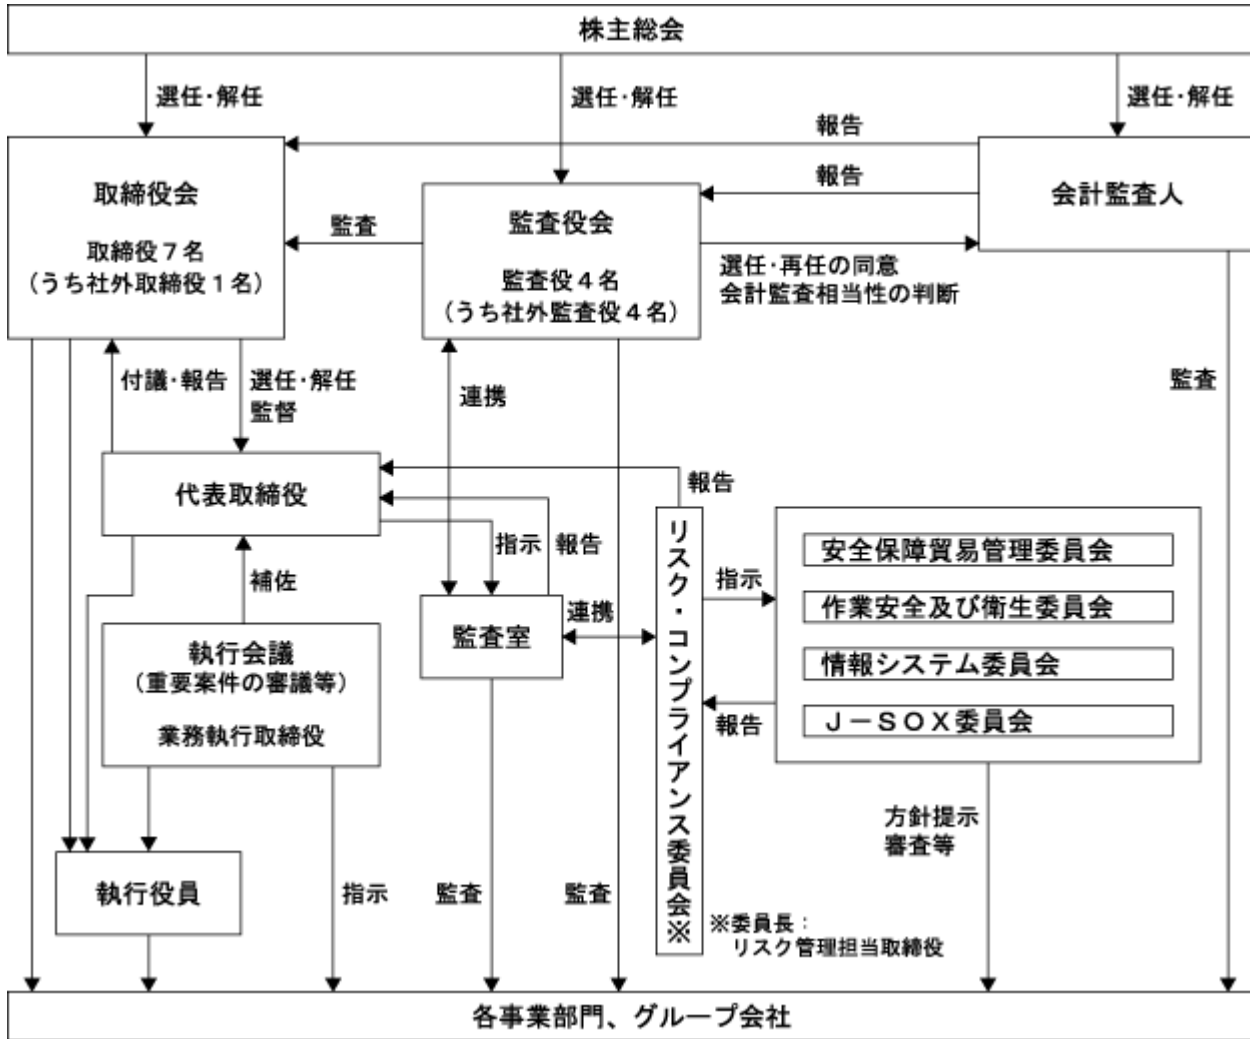 株主総会
選任・解任
選任・解任
選任・解任
報告
取締役会
取締役７名
（うち社外取締役１名）
監査
監査役会
監査役４名
（うち社外監査役４名）
報告
会計監査人
選任・再任の同意
会計監査相当性の判断
付議・報告
選任・解任
監督
連携
監査
代表取締役
報告
指示
報告
補佐
執行会議
（重要案件の審議等）
業務執行取締役
監査室
連携
リスク・コンプライアンス委員会※
指示
報告
安全保障貿易管理委員会
作業安全及び衛生委員会
情報システム委員会
Ｊ－ＳＯＸ委員会
方針提示
審査等
執行役員
指示
監査
監査
※委員長：
リスク管理担当取締役
各事業部門、グループ会社